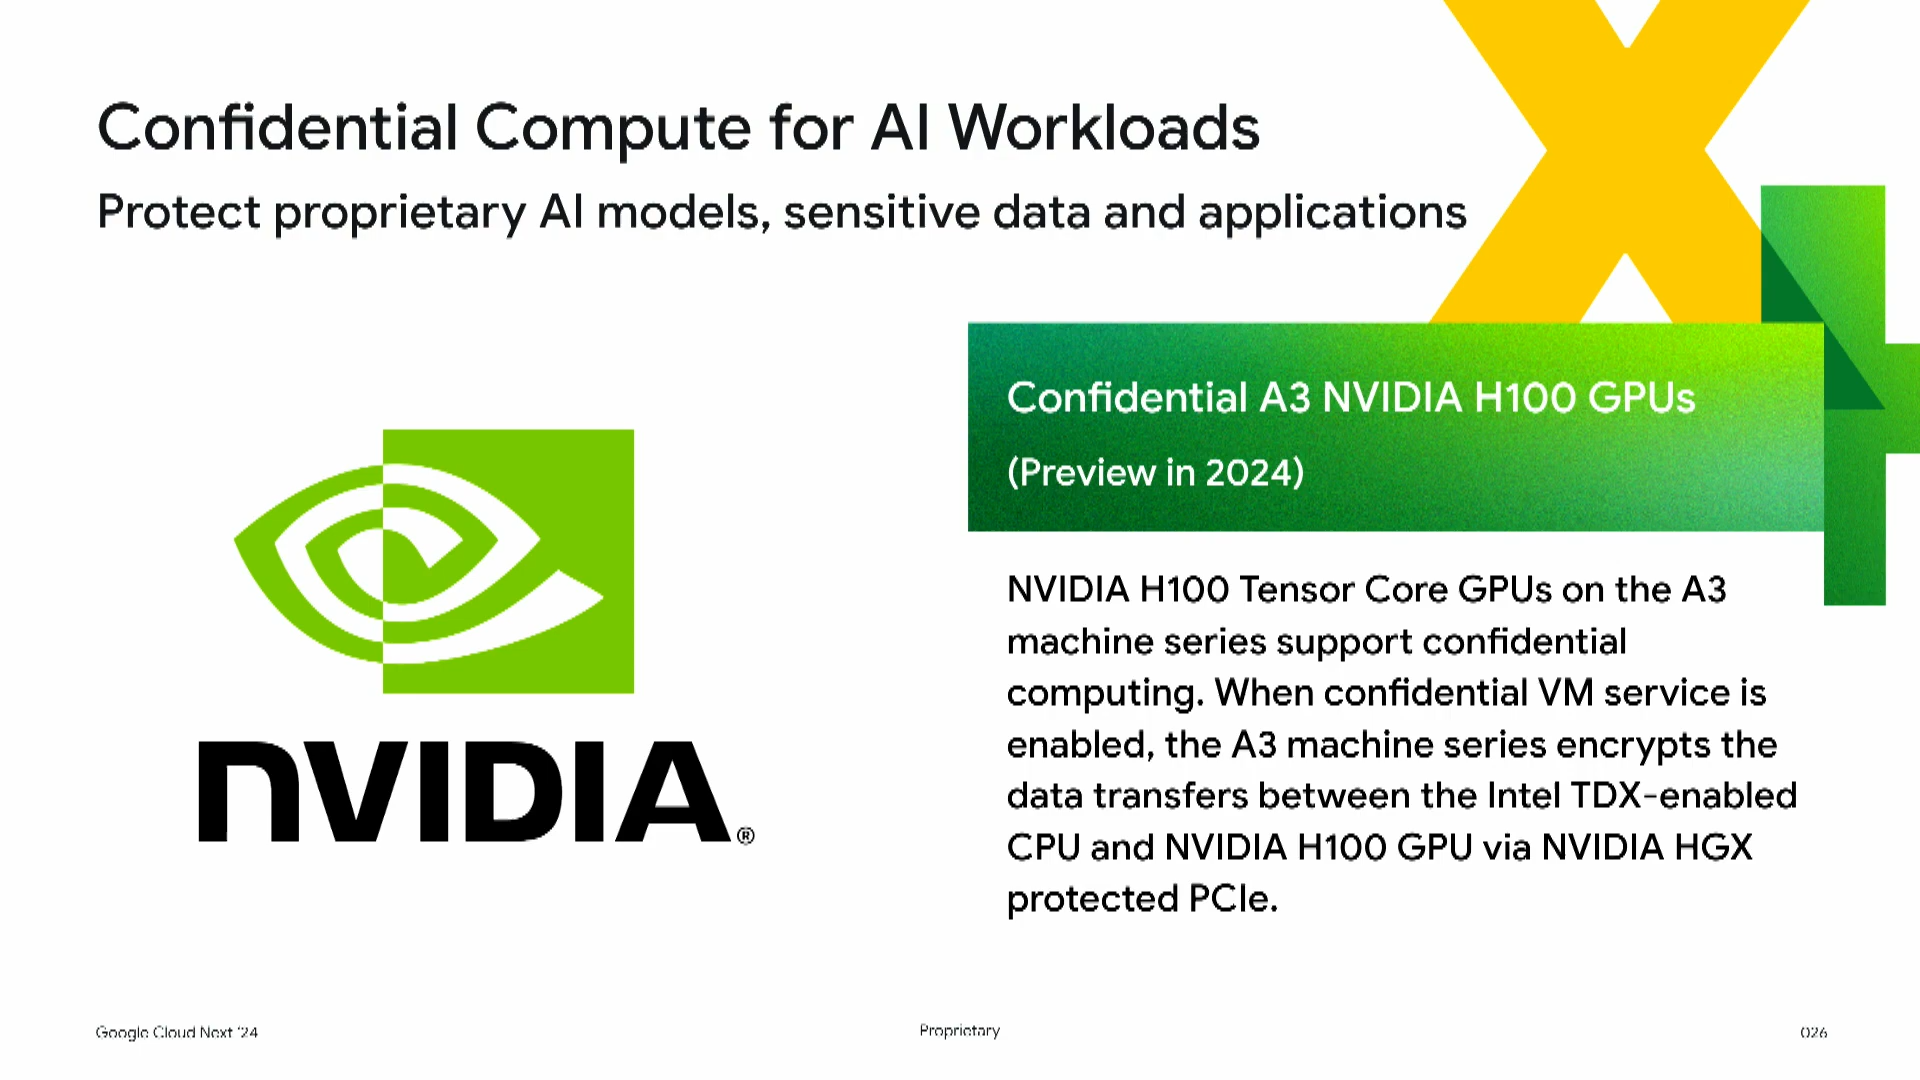 Confidential Compute for AI Workloads
Protect proprietary AI models, sensitive data and applications
Confidential A3 NVIDIA H100 GPUs
(Preview in 2024)
NVIDIA®
NVIDIA H100 Tensor Core GPUs on the A3
machine series support confidential
computing. When confidential VM service is
enabled, the A3 machine series encrypts the
data transfers between the Intel TDX-enabled
CPU and NVIDIA H100 GPU via NVIDIA HGX
protected PCIe.
Google Cloud Next '24
Proprietary
026